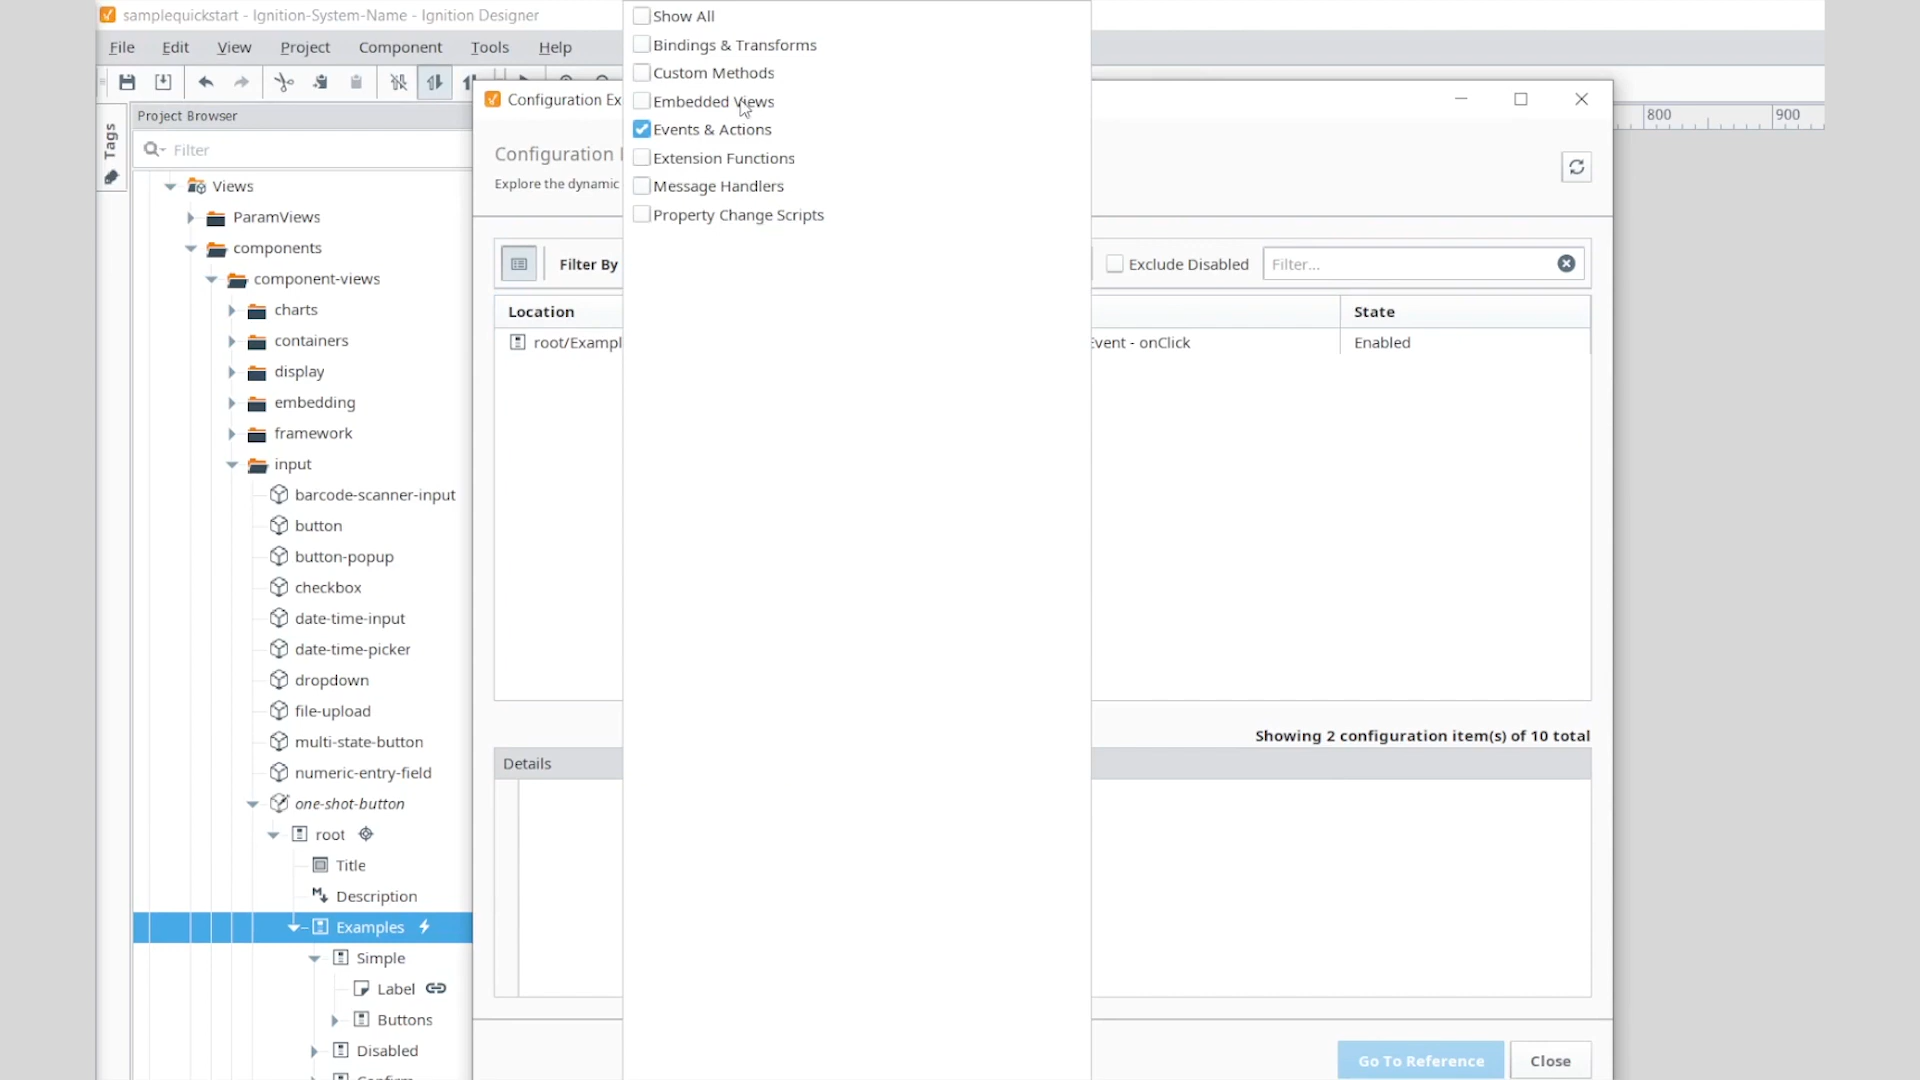 samplequickstart - Ignition-System-Name - Ignition Designer
File Edit View Project Component Tools Help
Tags
Project Browser
Filter
Views
ParamViews
components
component-views
charts
containers
display
embedding
framework
input
barcode-scanner-input
button
button-popup
checkbox
date-time-input
date-time-picker
dropdown
file-upload
multi-state-button
numeric-entry-field
one-shot-button
root
Title
Description
Examples
Simple
Label
Buttons
Disabled
Show All
Bindings & Transforms
Custom Methods
Embedded Views
Events & Actions
Extension Functions
Message Handlers
Property Change Scripts
Configuration Ex
Configuration
Explore the dynamic
Filter By
Exclude Disabled
Filter...
Location
State
root/Exampl
Event - onClick
Enabled
Showing 2 configuration item(s) of 10 total
Details
Go To Reference
Close
800
900